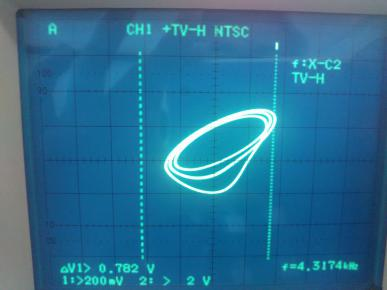 A CH1 +TV-H NTSC
f:X-C2
TV-H
100
90
10
ΔV1> 0.782 V
1:>200mV 2: > 2 V
f=4.3174kHz